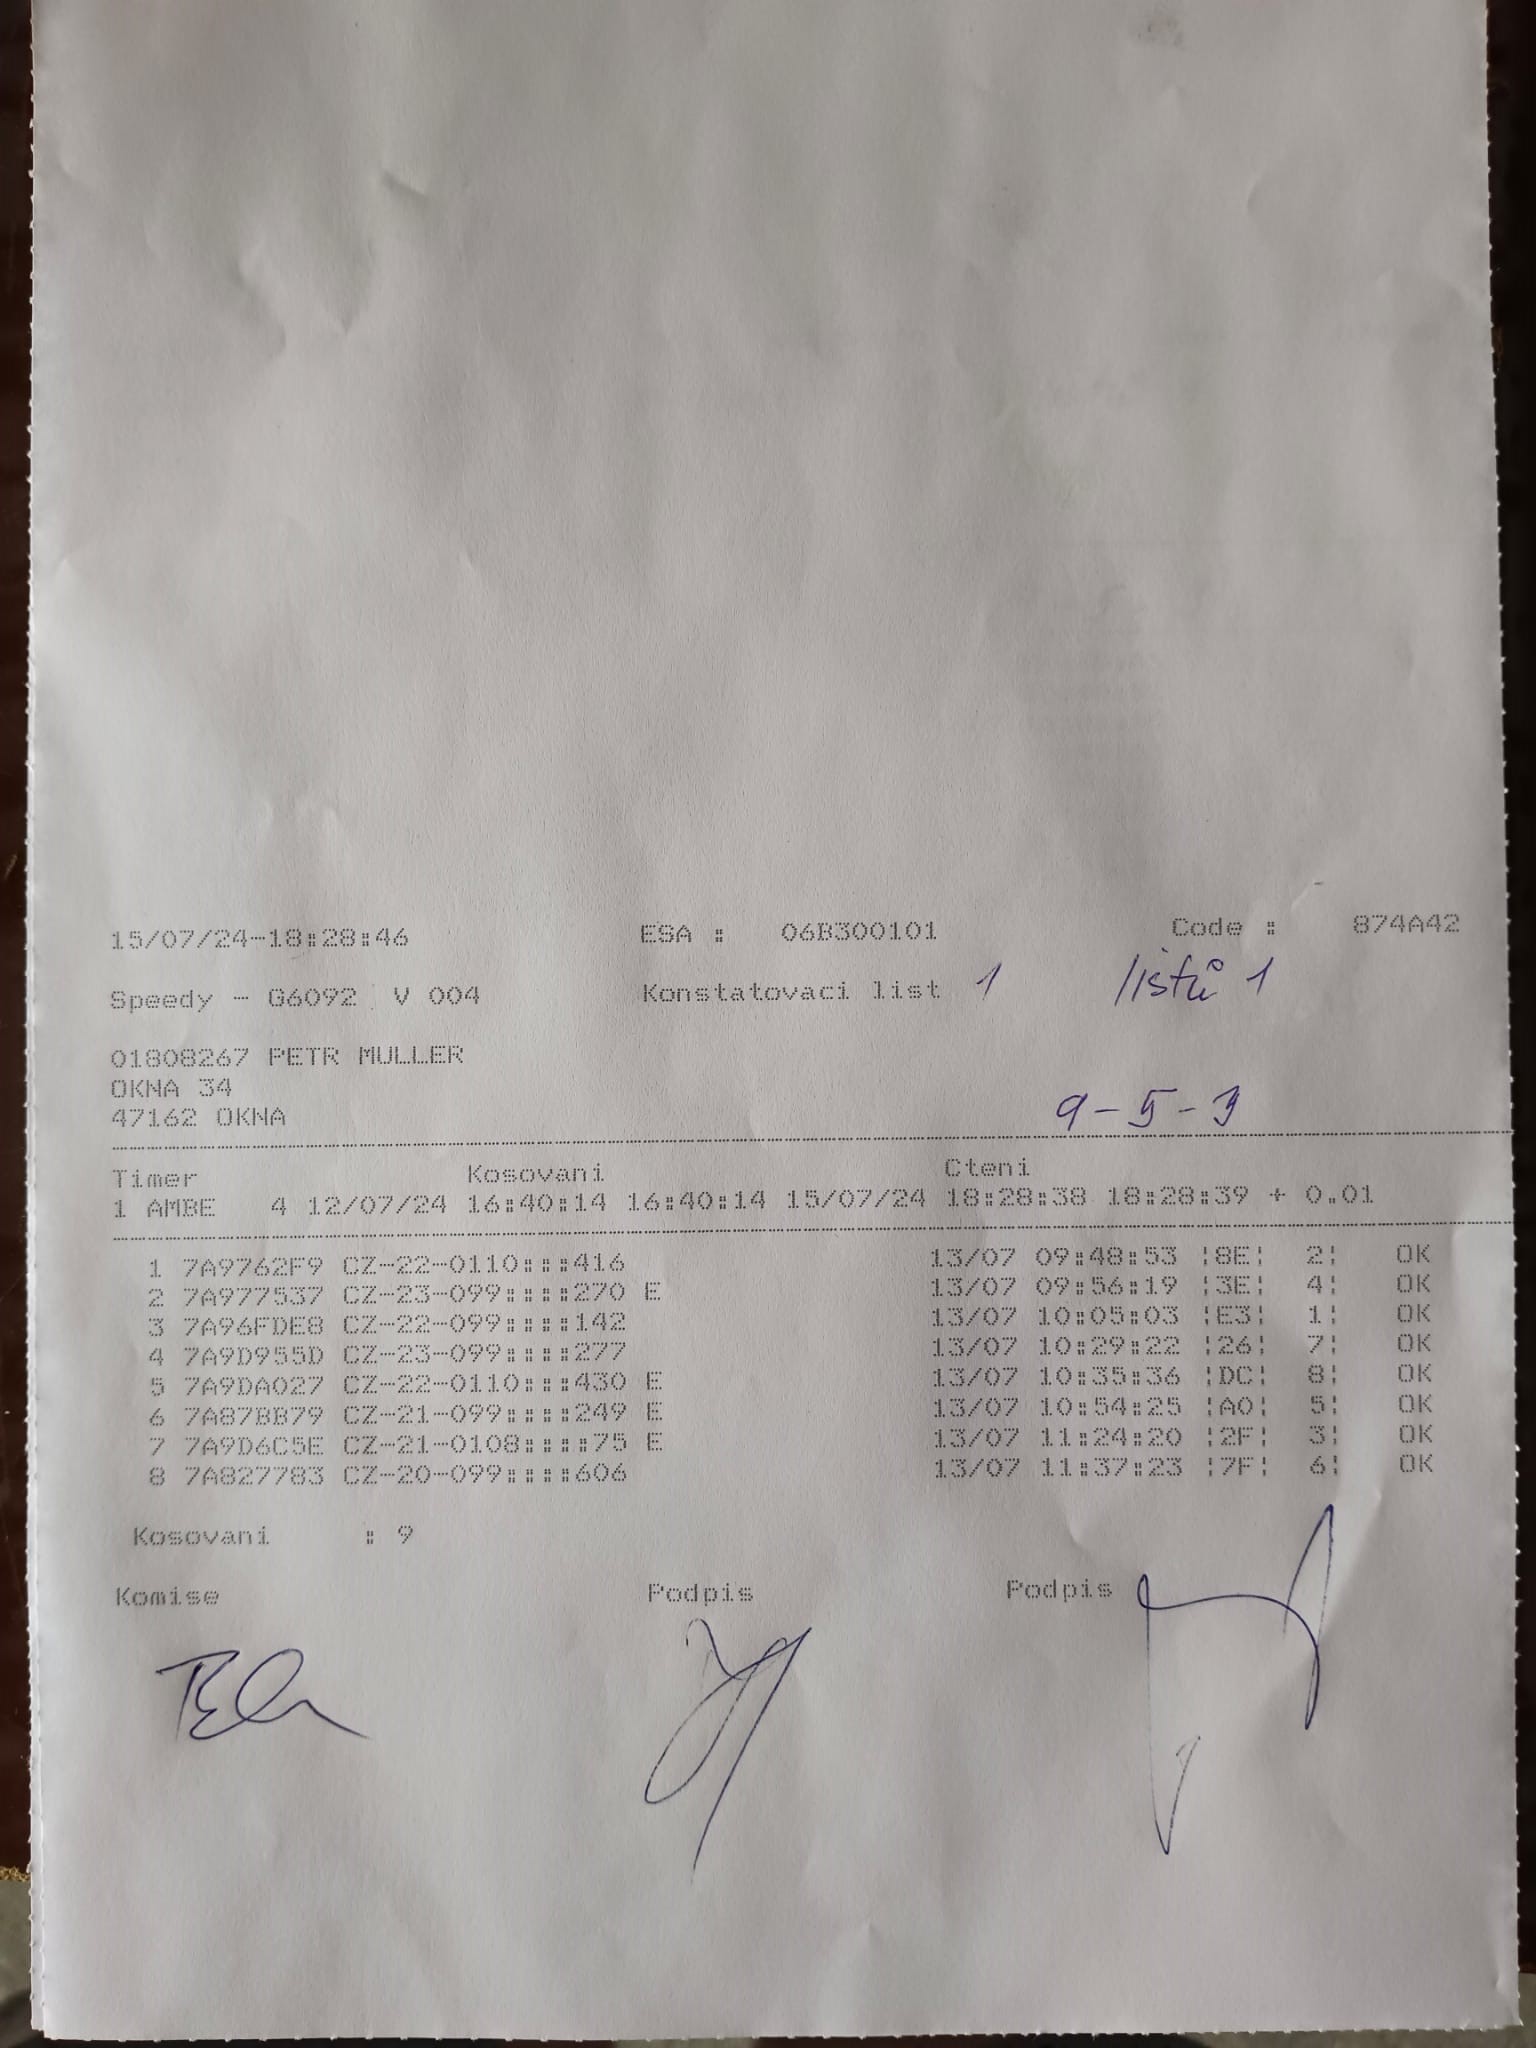 15/07/24-18:28:46 ESA : 06B300101 Code : 874A42
Speedy - G6092 V 004 Konstatovaci list 1 listů 1
01808267 PETR MULLER
OKNA 34
47162 OKNA
9-5-3
Timer Kosovani Cteni
1 AMBE 4 12/07/24 16:40:14 16:40:14 15/07/24 18:28:38 18:28:39 + 0.01
1 7A9762F9 CZ-22-0110:::416 13/07 09:48:53 ¦8E¦ 2¦ OK
2 7A977537 CZ-23-099::::270 E 13/07 09:56:19 ¦3E¦ 4¦ OK
3 7A96FDE8 CZ-22-099::::142 13/07 10:05:03 ¦E3¦ 1¦ OK
4 7A9D955D CZ-23-099::::277 13/07 10:29:22 ¦26¦ 7¦ OK
5 7A9DA027 CZ-22-0110:::430 E 13/07 10:35:36 ¦DC¦ 8¦ OK
6 7A87BB79 CZ-21-099::::249 E 13/07 10:54:25 ¦A0¦ 5¦ OK
7 7A9D6C5E CZ-21-0108::::75 E 13/07 11:24:20 ¦2F¦ 3¦ OK
8 7A827783 CZ-20-099::::606 13/07 11:37:23 ¦7F¦ 6¦ OK
Kosovani : 9
Komise Podpis Podpis